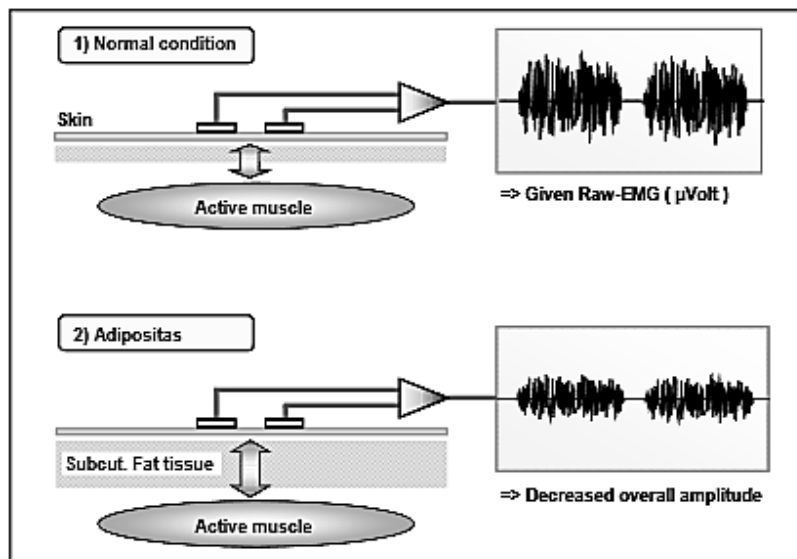 1) Normal condition
Skin
Active muscle
=> Given Raw-EMG ( µVolt )
2) Adipositas
Subcut. Fat tissue
Active muscle
=> Decreased overall amplitude